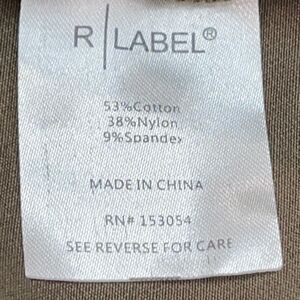 R LABEL®
53%Cotton
38%Nylon
9%Spandex
MADE IN CHINA
RN# 153054
SEE REVERSE FOR CARE